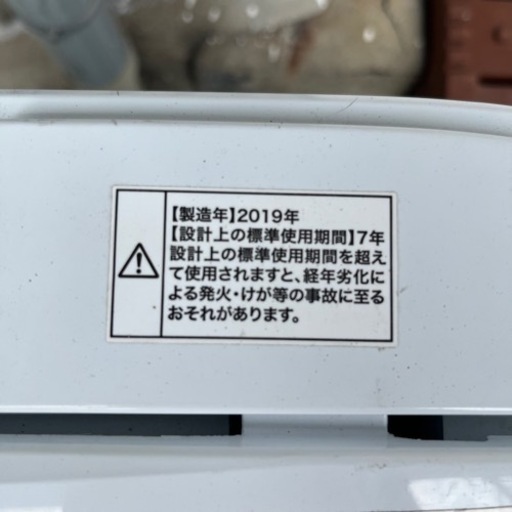 【製造年】2019年
【設計上の標準使用期間】7年
設計上の標準使用期間を超え
て使用されますと、経年劣化に
よる発火・けが等の事故に至る
おそれがあります。